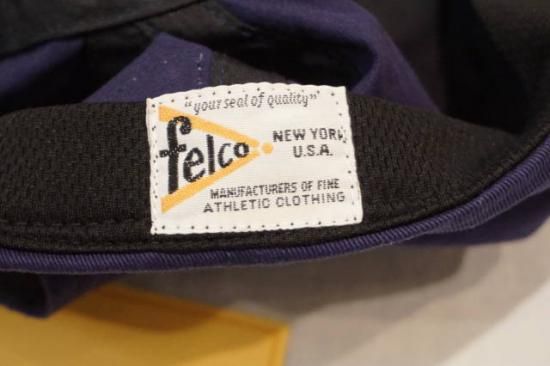 "your seal of quality"
felco
NEW YORK
U.S.A.
MANUFACTURERS OF FINE
ATHLETIC CLOTHING